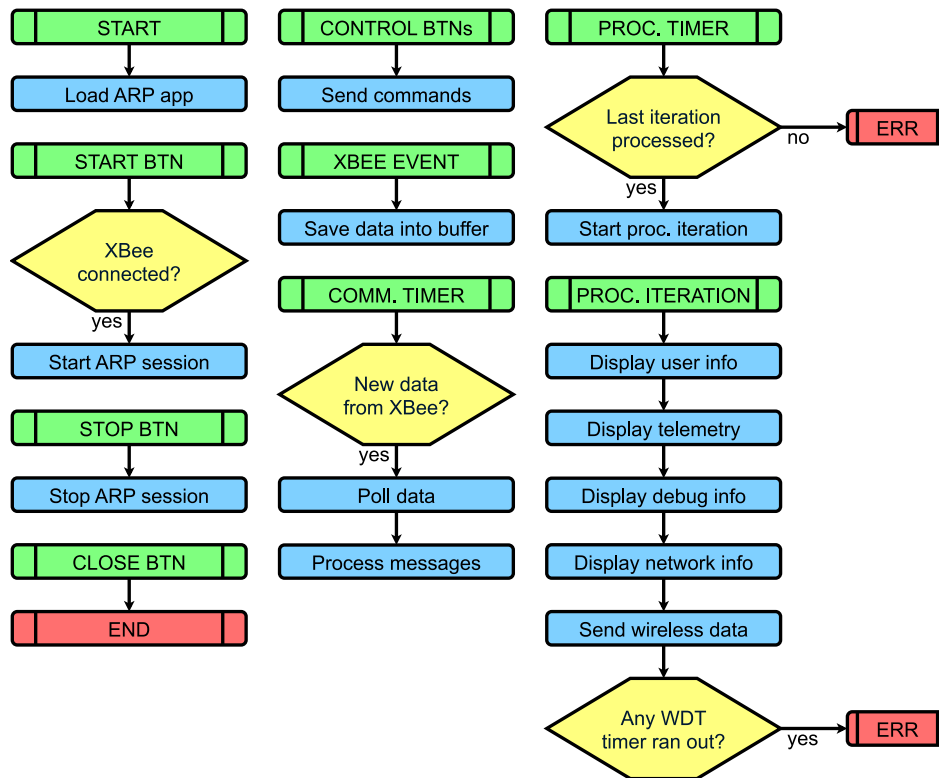 START
Load ARP app
START BTN
XBee
connected?
yes
Start ARP session
STOP BTN
Stop ARP session
CLOSE BTN
END
CONTROL BTNs
Send commands
XBEE EVENT
Save data into buffer
COMM. TIMER
New data
from XBee?
yes
Poll data
Process messages
PROC. TIMER
Last iteration
processed?
no
ERR
yes
Start proc. iteration
PROC. ITERATION
Display user info
Display telemetry
Display debug info
Display network info
Send wireless data
Any WDT
timer ran out?
yes
ERR